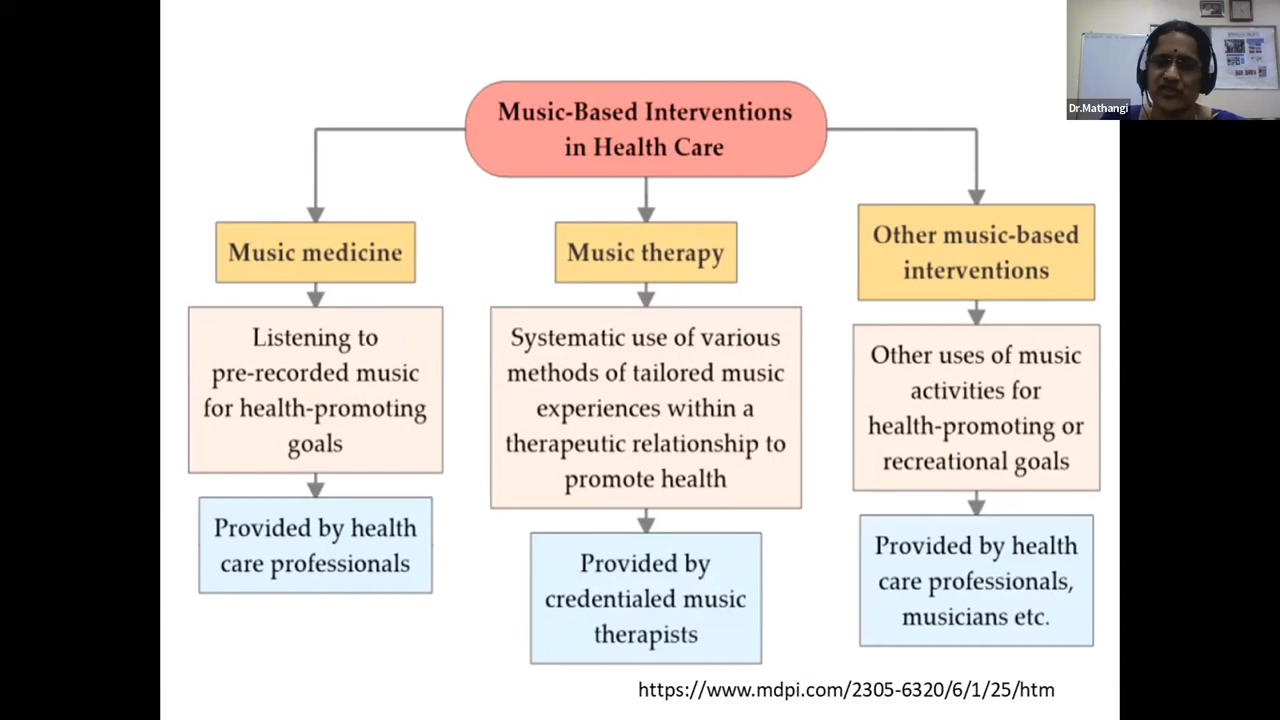 Dr.Mathangi
Music-Based Interventions
in Health Care
Music medicine
Listening to
pre-recorded music
for health-promoting
goals
Provided by health
care professionals
Music therapy
Systematic use of various
methods of tailored music
experiences within a
therapeutic relationship to
promote health
Provided by
credentialed music
therapists
Other music-based
interventions
Other uses of music
activities for
health-promoting or
recreational goals
Provided by health
care professionals,
musicians etc.
https://www.mdpi.com/2305-6320/6/1/25/htm